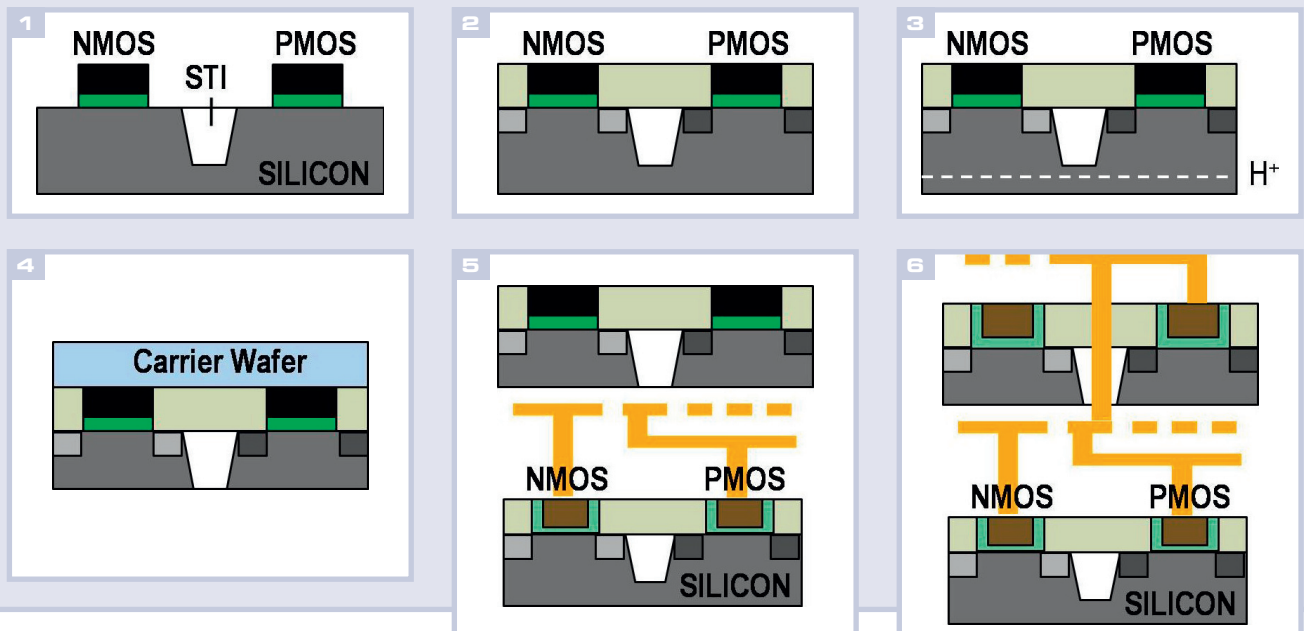 1
NMOS PMOS
STI
SILICON
2
NMOS PMOS
3
NMOS PMOS
H⁺
4
Carrier Wafer
5
NMOS PMOS
SILICON
6
NMOS PMOS
SILICON